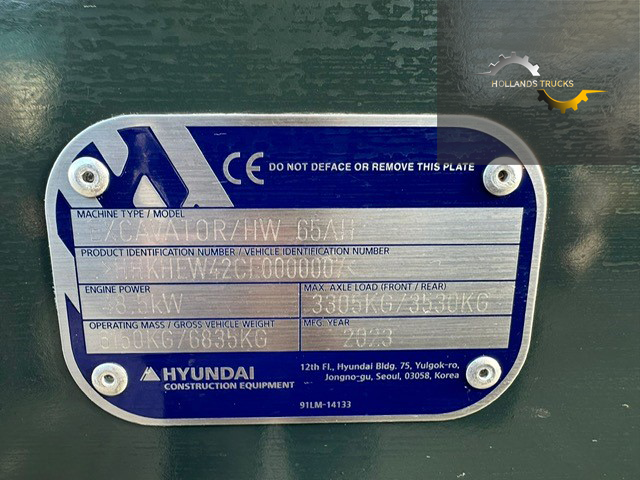 HOLLANDS TRUCKS
CE DO NOT DEFACE OR REMOVE THIS PLATE
MACHINE TYPE / MODEL
PRODUCT IDENTIFICATION NUMBER / VEHICLE IDENTIFICATION NUMBER
ENGINE POWER
MAX. AXLE LOAD (FRONT / REAR)
3305KG/3530KG
OPERATING MASS / GROSS VEHICLE WEIGHT
MFG. YEAR
2023
HYUNDAI
CONSTRUCTION EQUIPMENT
12th Fl., Hyundai Bldg. 75, Yulgok-ro,
Jongno-gu, Seoul, 03058, Korea
91LM-14133